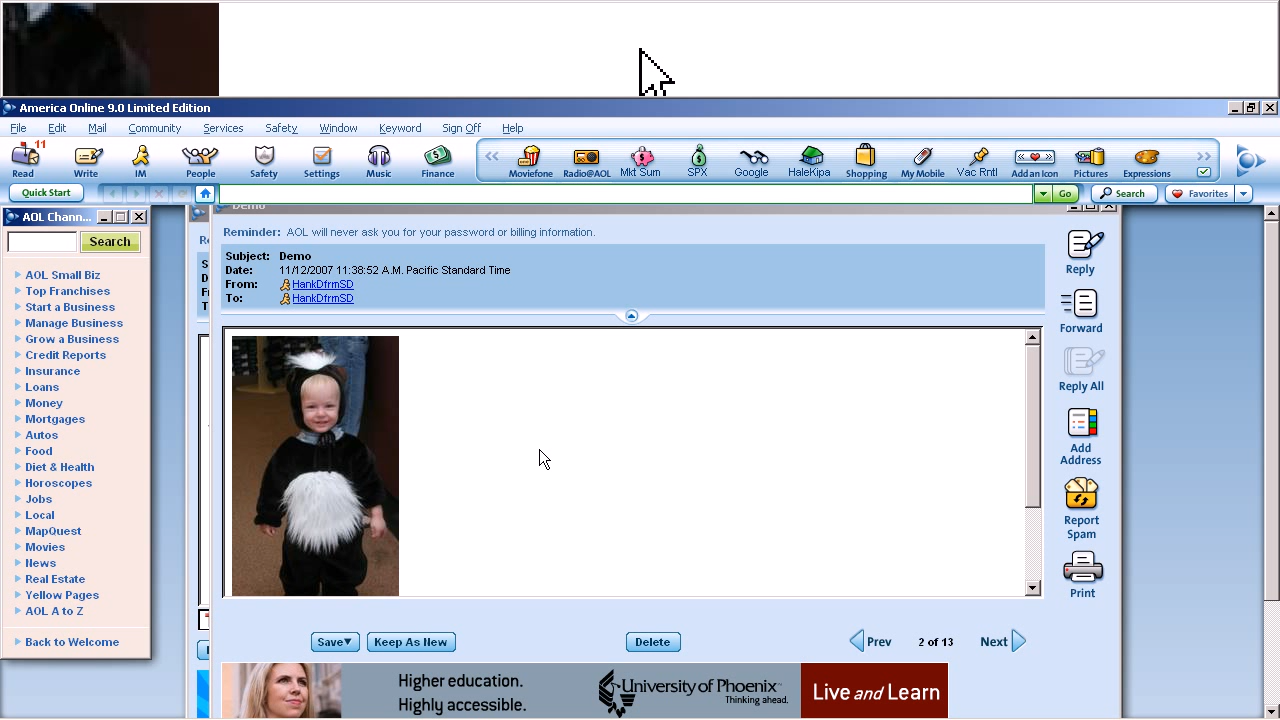 America Online 9.0 Limited Edition
File Edit Mail Community Services Safety Window Keyword Sign Off Help
11
Read Write IM People Safety Settings Music Finance Moviefone Radio@AOL Mkt Sum SPX Google HaleKipa Shopping My Mobile Vac Rntl Add an Icon Pictures Expressions
Quick Start Go Search Favorites
AOL Chann...
Search
AOL Small Biz
Top Franchises
Start a Business
Manage Business
Grow a Business
Credit Reports
Insurance
Loans
Money
Mortgages
Autos
Food
Diet & Health
Horoscopes
Jobs
Local
MapQuest
Movies
News
Real Estate
Yellow Pages
AOL A to Z
Back to Welcome
Demo
Reminder: AOL will never ask you for your password or billing information.
Subject: Demo
Date: 11/12/2007 11:38:52 A.M. Pacific Standard Time
From: HankDfrmSD
To: HankDfrmSD
Reply
Forward
Reply All
Add
Address
Report
Spam
Print
Save Keep As New Delete Prev 2 of 13 Next
Higher education.
Highly accessible.
University of Phoenix™
Thinking ahead.
Live and Learn